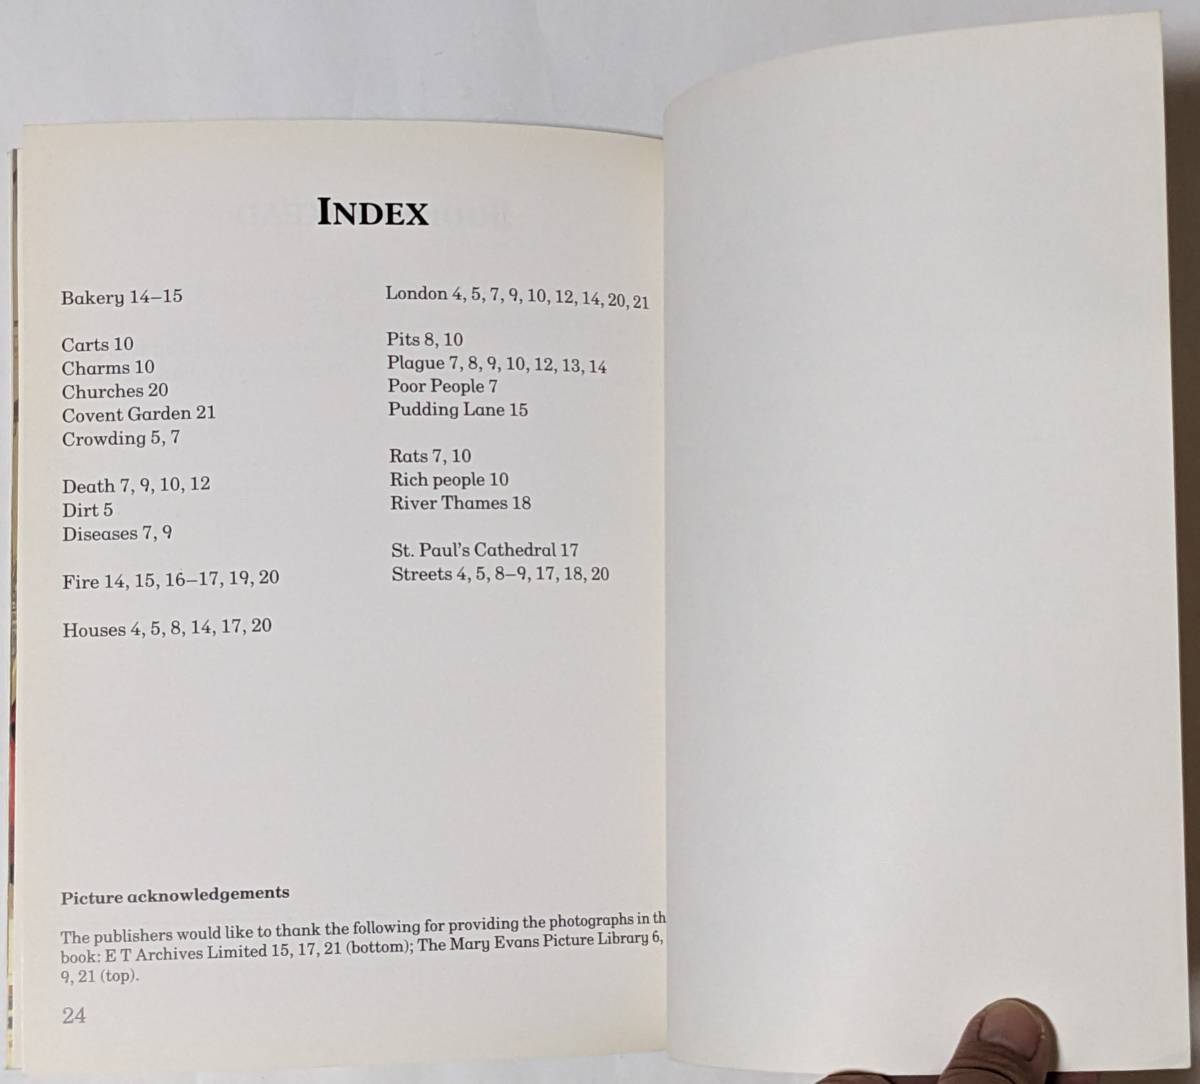 INDEX
Bakery 14–15
Carts 10
Charms 10
Churches 20
Covent Garden 21
Crowding 5, 7
Death 7, 9, 10, 12
Dirt 5
Diseases 7, 9
Fire 14, 15, 16–17, 19, 20
Houses 4, 5, 8, 14, 17, 20
London 4, 5, 7, 9, 10, 12, 14, 20, 21
Pits 8, 10
Plague 7, 8, 9, 10, 12, 13, 14
Poor People 7
Pudding Lane 15
Rats 7, 10
Rich people 10
River Thames 18
St. Paul's Cathedral 17
Streets 4, 5, 8–9, 17, 18, 20
Picture acknowledgements
The publishers would like to thank the following for providing the photographs in th
book: E T Archives Limited 15, 17, 21 (bottom); The Mary Evans Picture Library 6,
9, 21 (top).
24